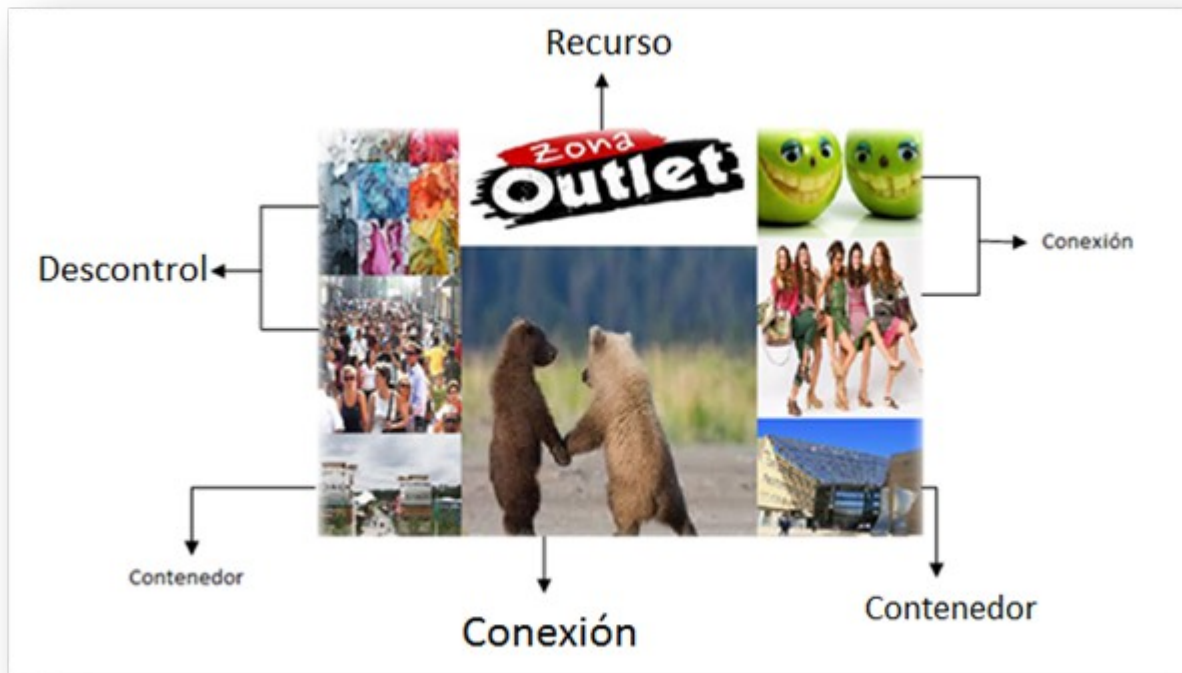 Recurso
Zona
Outlet
Descontrol
Conexión
Contenedor
Conexión
Contenedor